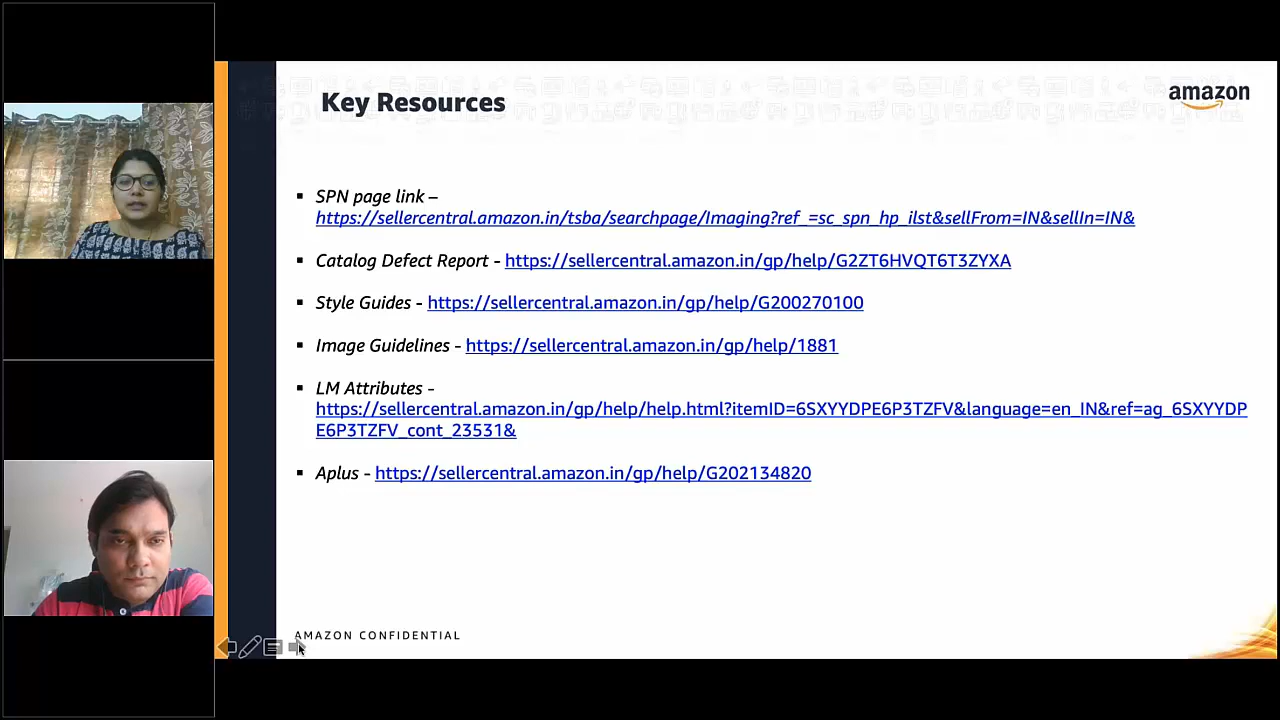 Key Resources
amazon
▪ SPN page link –
https://sellercentral.amazon.in/tsba/searchpage/Imaging?ref_=sc_spn_hp_ilst&sellFrom=IN&sellIn=IN&
▪ Catalog Defect Report - https://sellercentral.amazon.in/gp/help/G2ZT6HVQT6T3ZYXA
▪ Style Guides - https://sellercentral.amazon.in/gp/help/G200270100
▪ Image Guidelines - https://sellercentral.amazon.in/gp/help/1881
▪ LM Attributes -
https://sellercentral.amazon.in/gp/help/help.html?itemID=6SXYYDPE6P3TZFV&language=en_IN&ref=ag_6SXYYDP
E6P3TZFV_cont_23531&
▪ Aplus - https://sellercentral.amazon.in/gp/help/G202134820
AMAZON CONFIDENTIAL